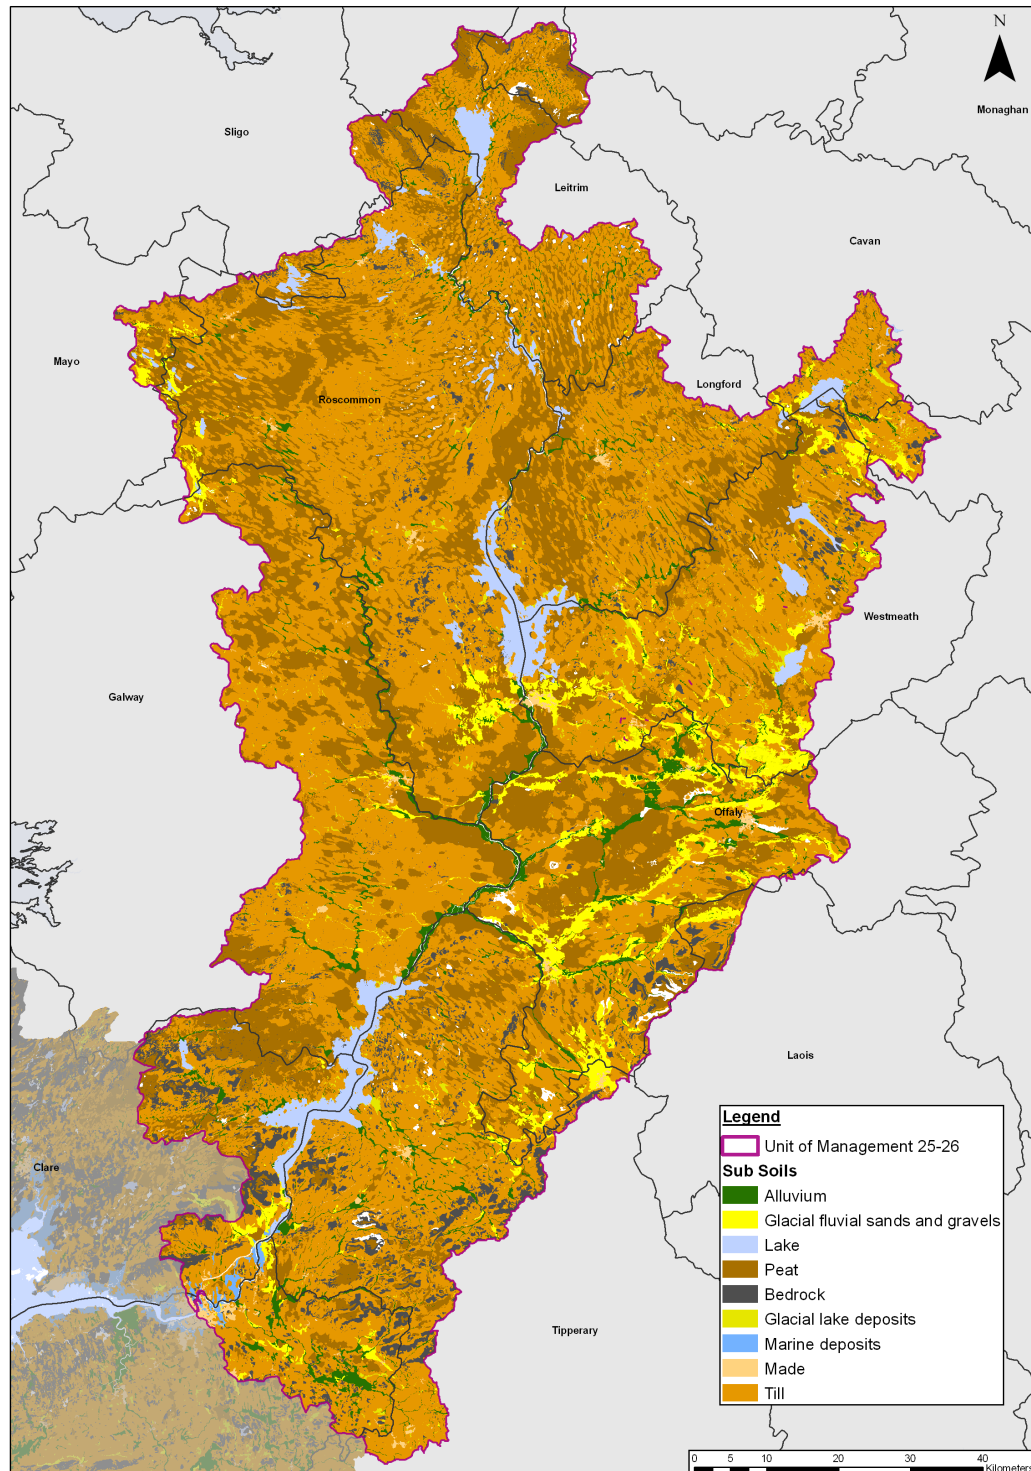 N
Monaghan
Sligo
Leitrim
Cavan
Mayo
Longford
Roscommon
Westmeath
Galway
Offaly
Laois
Clare
Tipperary
Legend
Unit of Management 25-26
Sub Soils
Alluvium
Glacial fluvial sands and gravels
Lake
Peat
Bedrock
Glacial lake deposits
Marine deposits
Made
Till
0 5 10 20 30 40
Kilometers